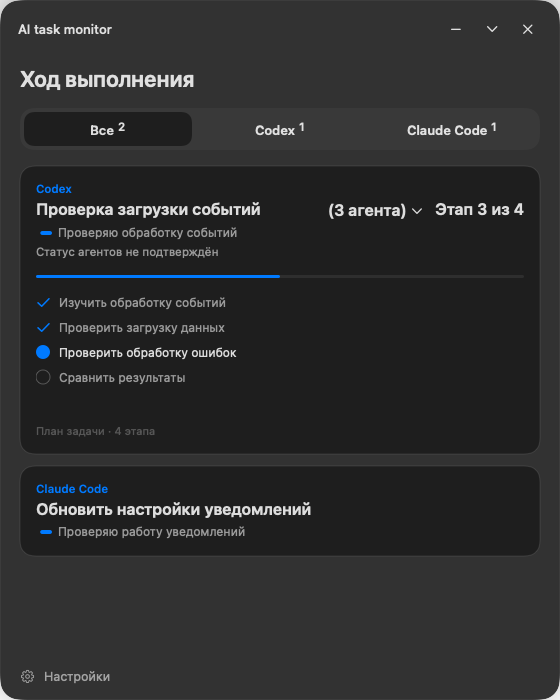 AI task monitor
Ход выполнения
Все 2
Codex 1
Claude Code 1
Codex
Проверка загрузки событий (3 агента) Этап 3 из 4
Проверяю обработку событий
Статус агентов не подтверждён
Изучить обработку событий
Проверить загрузку данных
Проверить обработку ошибок
Сравнить результаты
План задачи · 4 этапа
Claude Code
Обновить настройки уведомлений
Проверяю работу уведомлений
Настройки